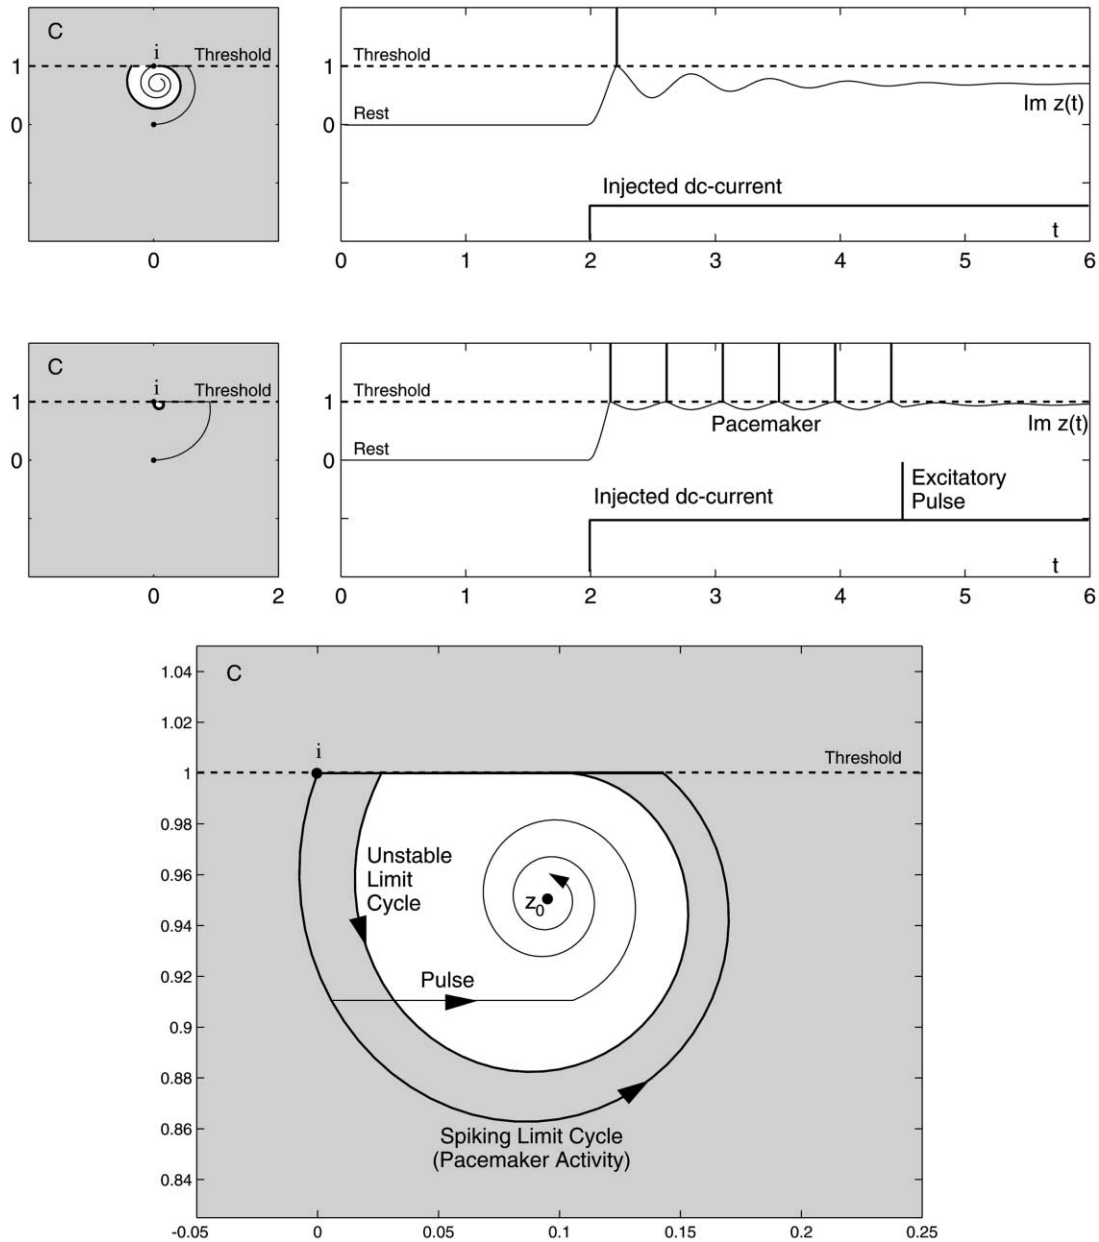 C
i
Threshold
1
0
0
Threshold
1
0
Rest
Im z(t)
Injected dc-current
t
0 1 2 3 4 5 6
C
i
Threshold
1
0
0 2
Threshold
1
0
Rest
Pacemaker
Im z(t)
Injected dc-current
Excitatory
Pulse
t
0 1 2 3 4 5 6
C
1.04
1.02
1
0.98
0.96
0.94
0.92
0.9
0.88
0.86
0.84
i
Threshold
Unstable
Limit
Cycle
z0
Pulse
Spiking Limit Cycle
(Pacemaker Activity)
-0.05 0 0.05 0.1 0.15 0.2 0.25